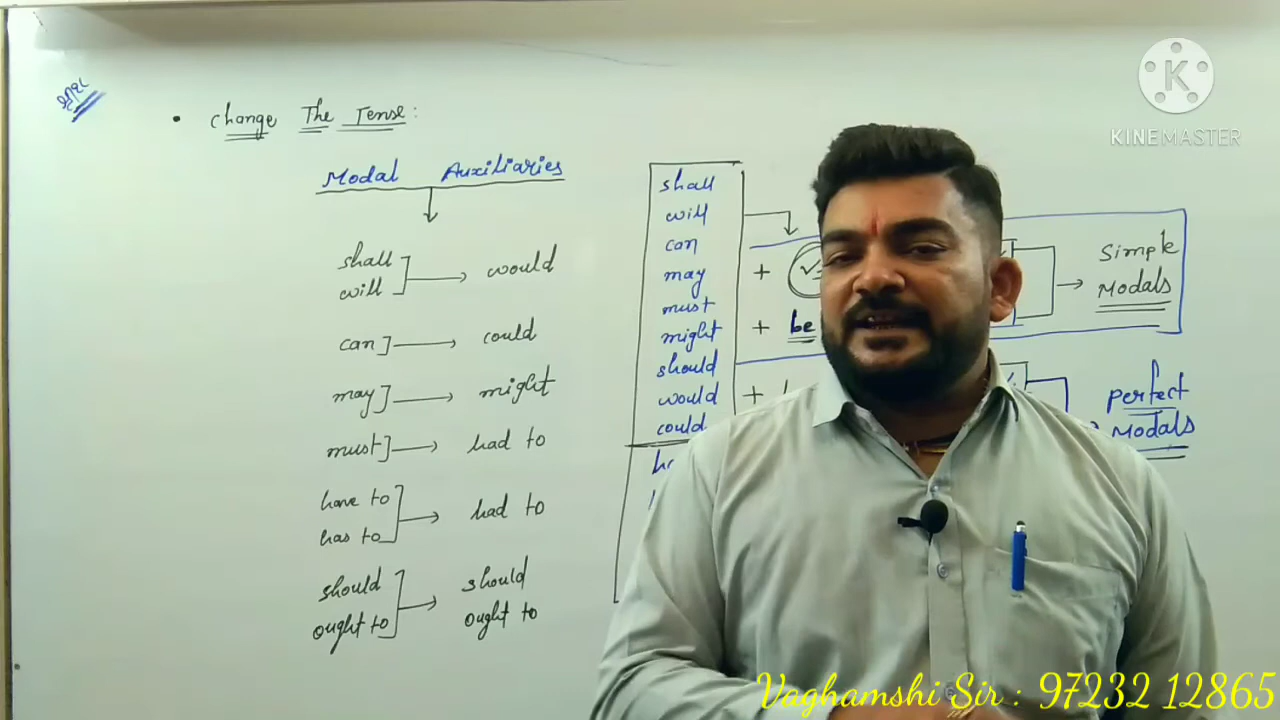 • Change The Tense:
Modal Auxiliaries
shall
will → would
can → could
may → might
must → had to
have to
has to → had to
should
ought to → should
ought to
shall
will
can
may
must
might
should
would
could
+
+ be
+
Simple
Modals
Perfect
Modals
KINEMASTER
Vaghamshi Sir : 97232 12865